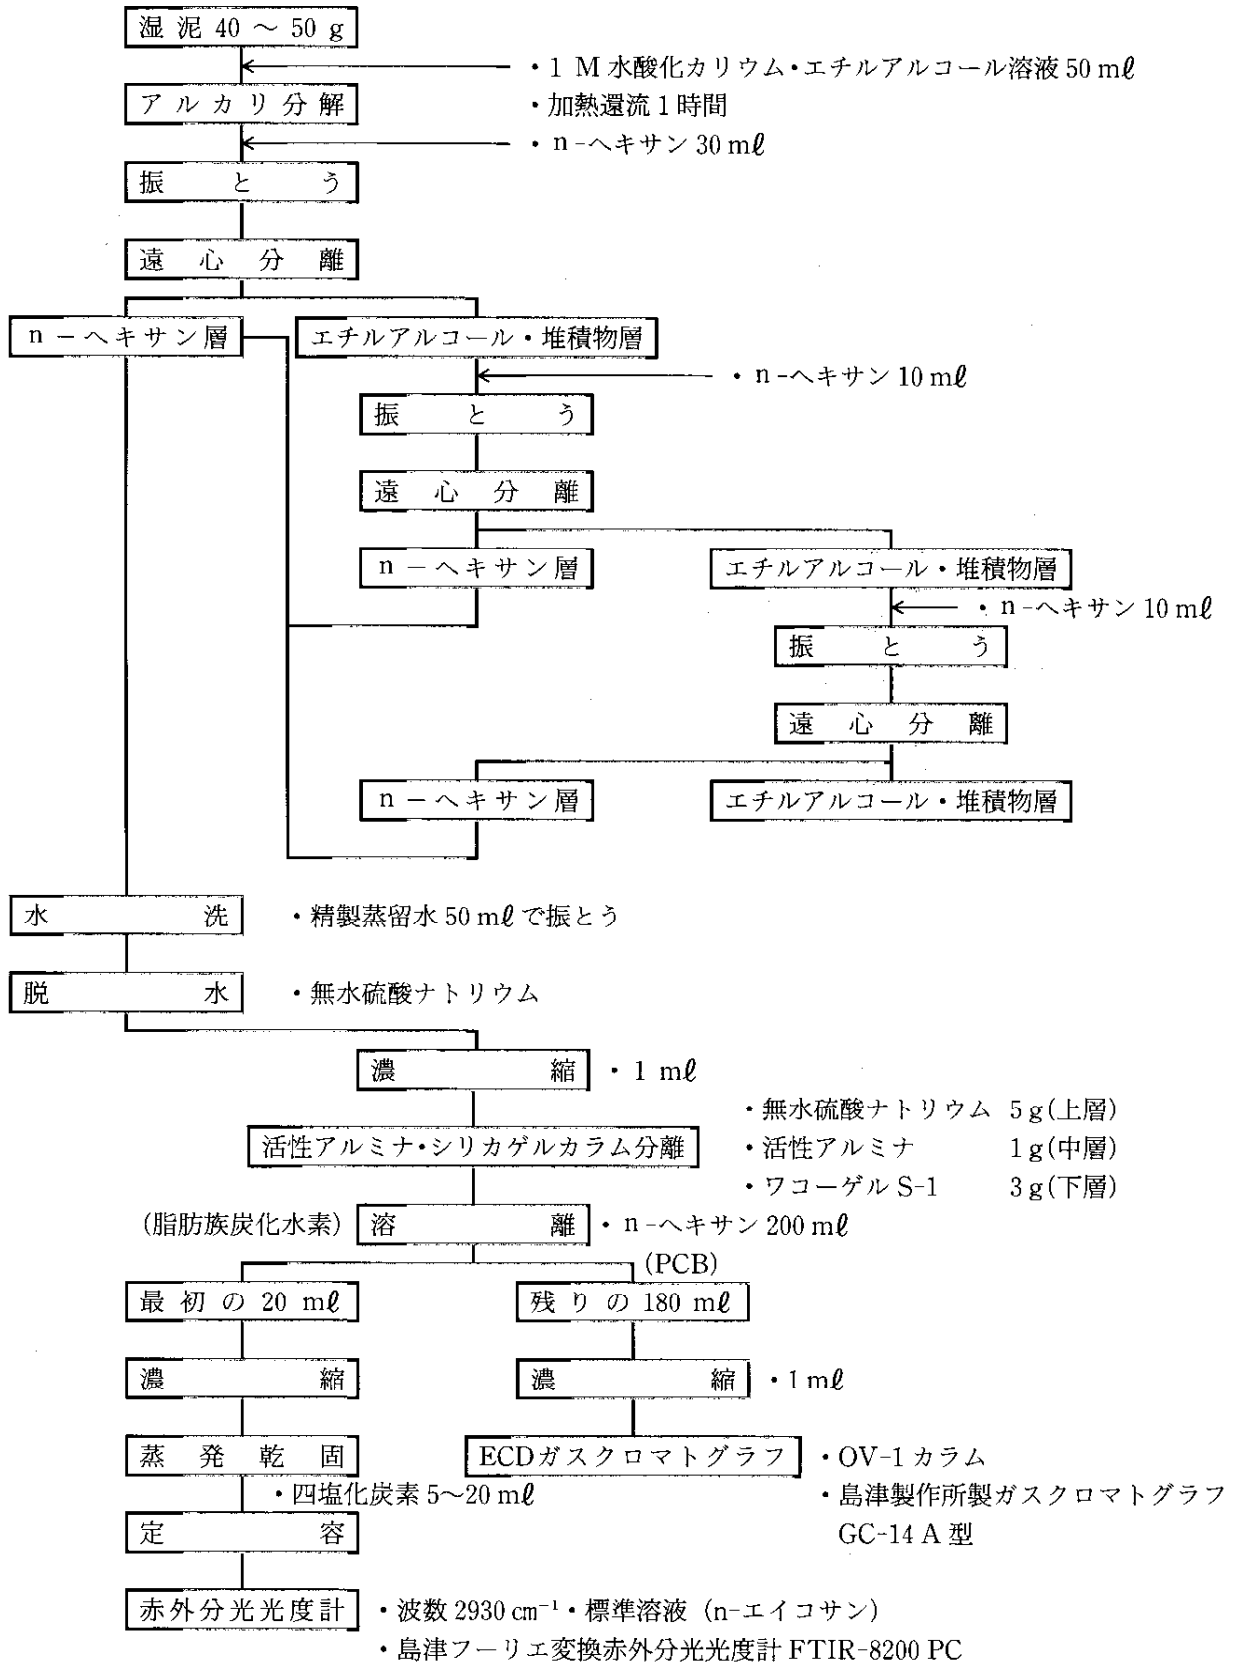 湿泥 40 ～ 50 g
・1 M 水酸化カリウム・エチルアルコール溶液 50 mℓ
アルカリ分解
・加熱還流 1 時間
・n-ヘキサン 30 mℓ
振とう
遠心分離
n-ヘキサン層
エチルアルコール・堆積物層
・n-ヘキサン 10 mℓ
振とう
遠心分離
n-ヘキサン層
エチルアルコール・堆積物層
・n-ヘキサン 10 mℓ
振とう
遠心分離
n-ヘキサン層
エチルアルコール・堆積物層
水洗
・精製蒸留水 50 mℓで振とう
脱水
・無水硫酸ナトリウム
濃縮
・1 mℓ
活性アルミナ・シリカゲルカラム分離
・無水硫酸ナトリウム 5 g(上層)
・活性アルミナ 1 g(中層)
・ワコーゲル S-1 3 g(下層)
(脂肪族炭化水素)
溶離
・n-ヘキサン 200 mℓ
(PCB)
最初の 20 mℓ
残りの 180 mℓ
濃縮
濃縮
・1 mℓ
蒸発乾固
ECDガスクロマトグラフ
・OV-1 カラム
・四塩化炭素 5～20 mℓ
・島津製作所製ガスクロマトグラフ
GC-14 A 型
定容
赤外分光光度計
・波数 2930 cm⁻¹・標準溶液 (n-エイコサン)
・島津フーリエ変換赤外分光光度計 FTIR-8200 PC